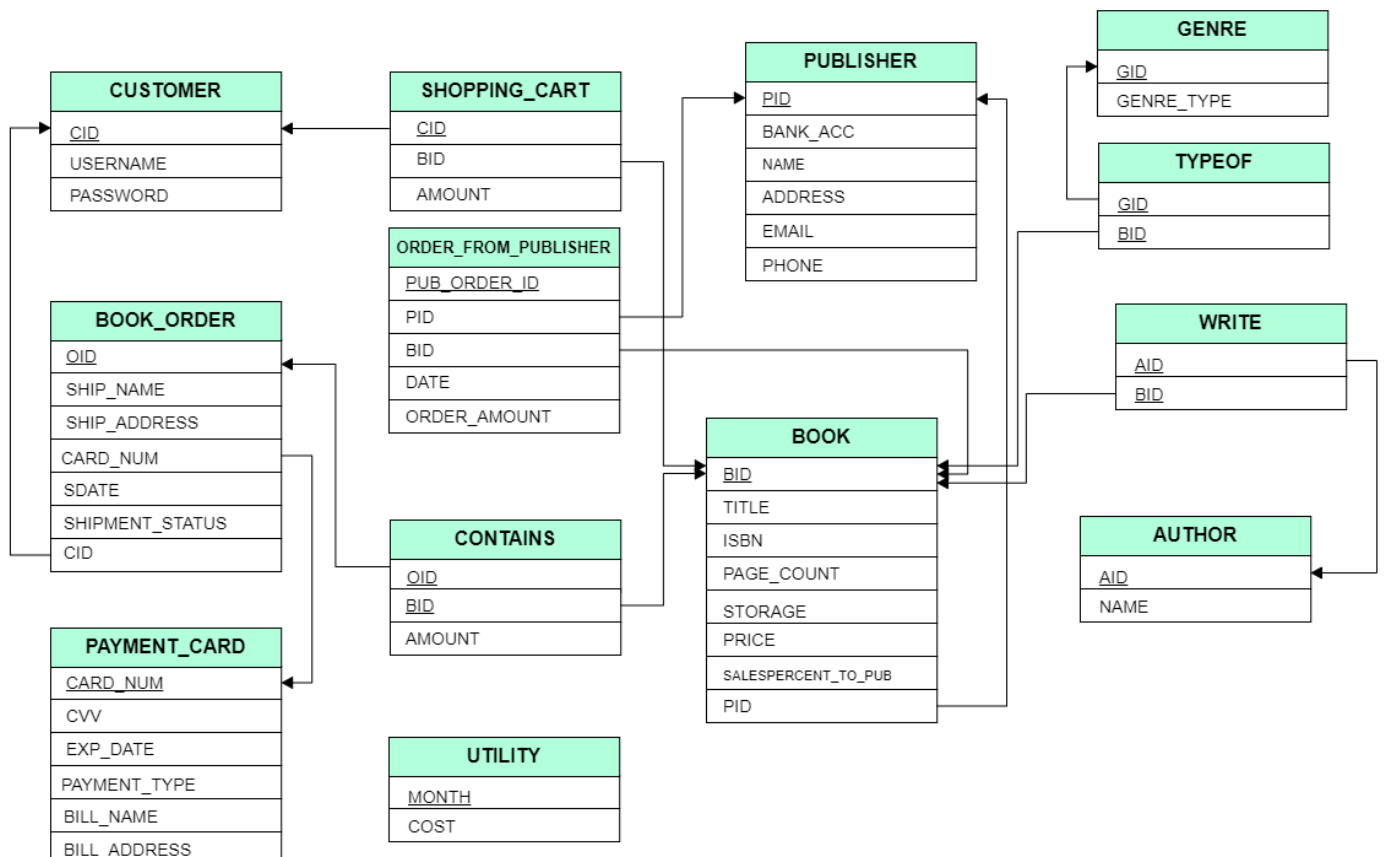 CUSTOMER
CID
USERNAME
PASSWORD
BOOK_ORDER
OID
SHIP_NAME
SHIP_ADDRESS
CARD_NUM
SDATE
SHIPMENT_STATUS
CID
PAYMENT_CARD
CARD_NUM
CVV
EXP_DATE
PAYMENT_TYPE
BILL_NAME
BILL_ADDRESS
SHOPPING_CART
CID
BID
AMOUNT
ORDER_FROM_PUBLISHER
PUB_ORDER_ID
PID
BID
DATE
ORDER_AMOUNT
CONTAINS
OID
BID
AMOUNT
UTILITY
MONTH
COST
PUBLISHER
PID
BANK_ACC
NAME
ADDRESS
EMAIL
PHONE
BOOK
BID
TITLE
ISBN
PAGE_COUNT
STORAGE
PRICE
SALESPERCENT_TO_PUB
PID
GENRE
GID
GENRE_TYPE
TYPEOF
GID
BID
WRITE
AID
BID
AUTHOR
AID
NAME